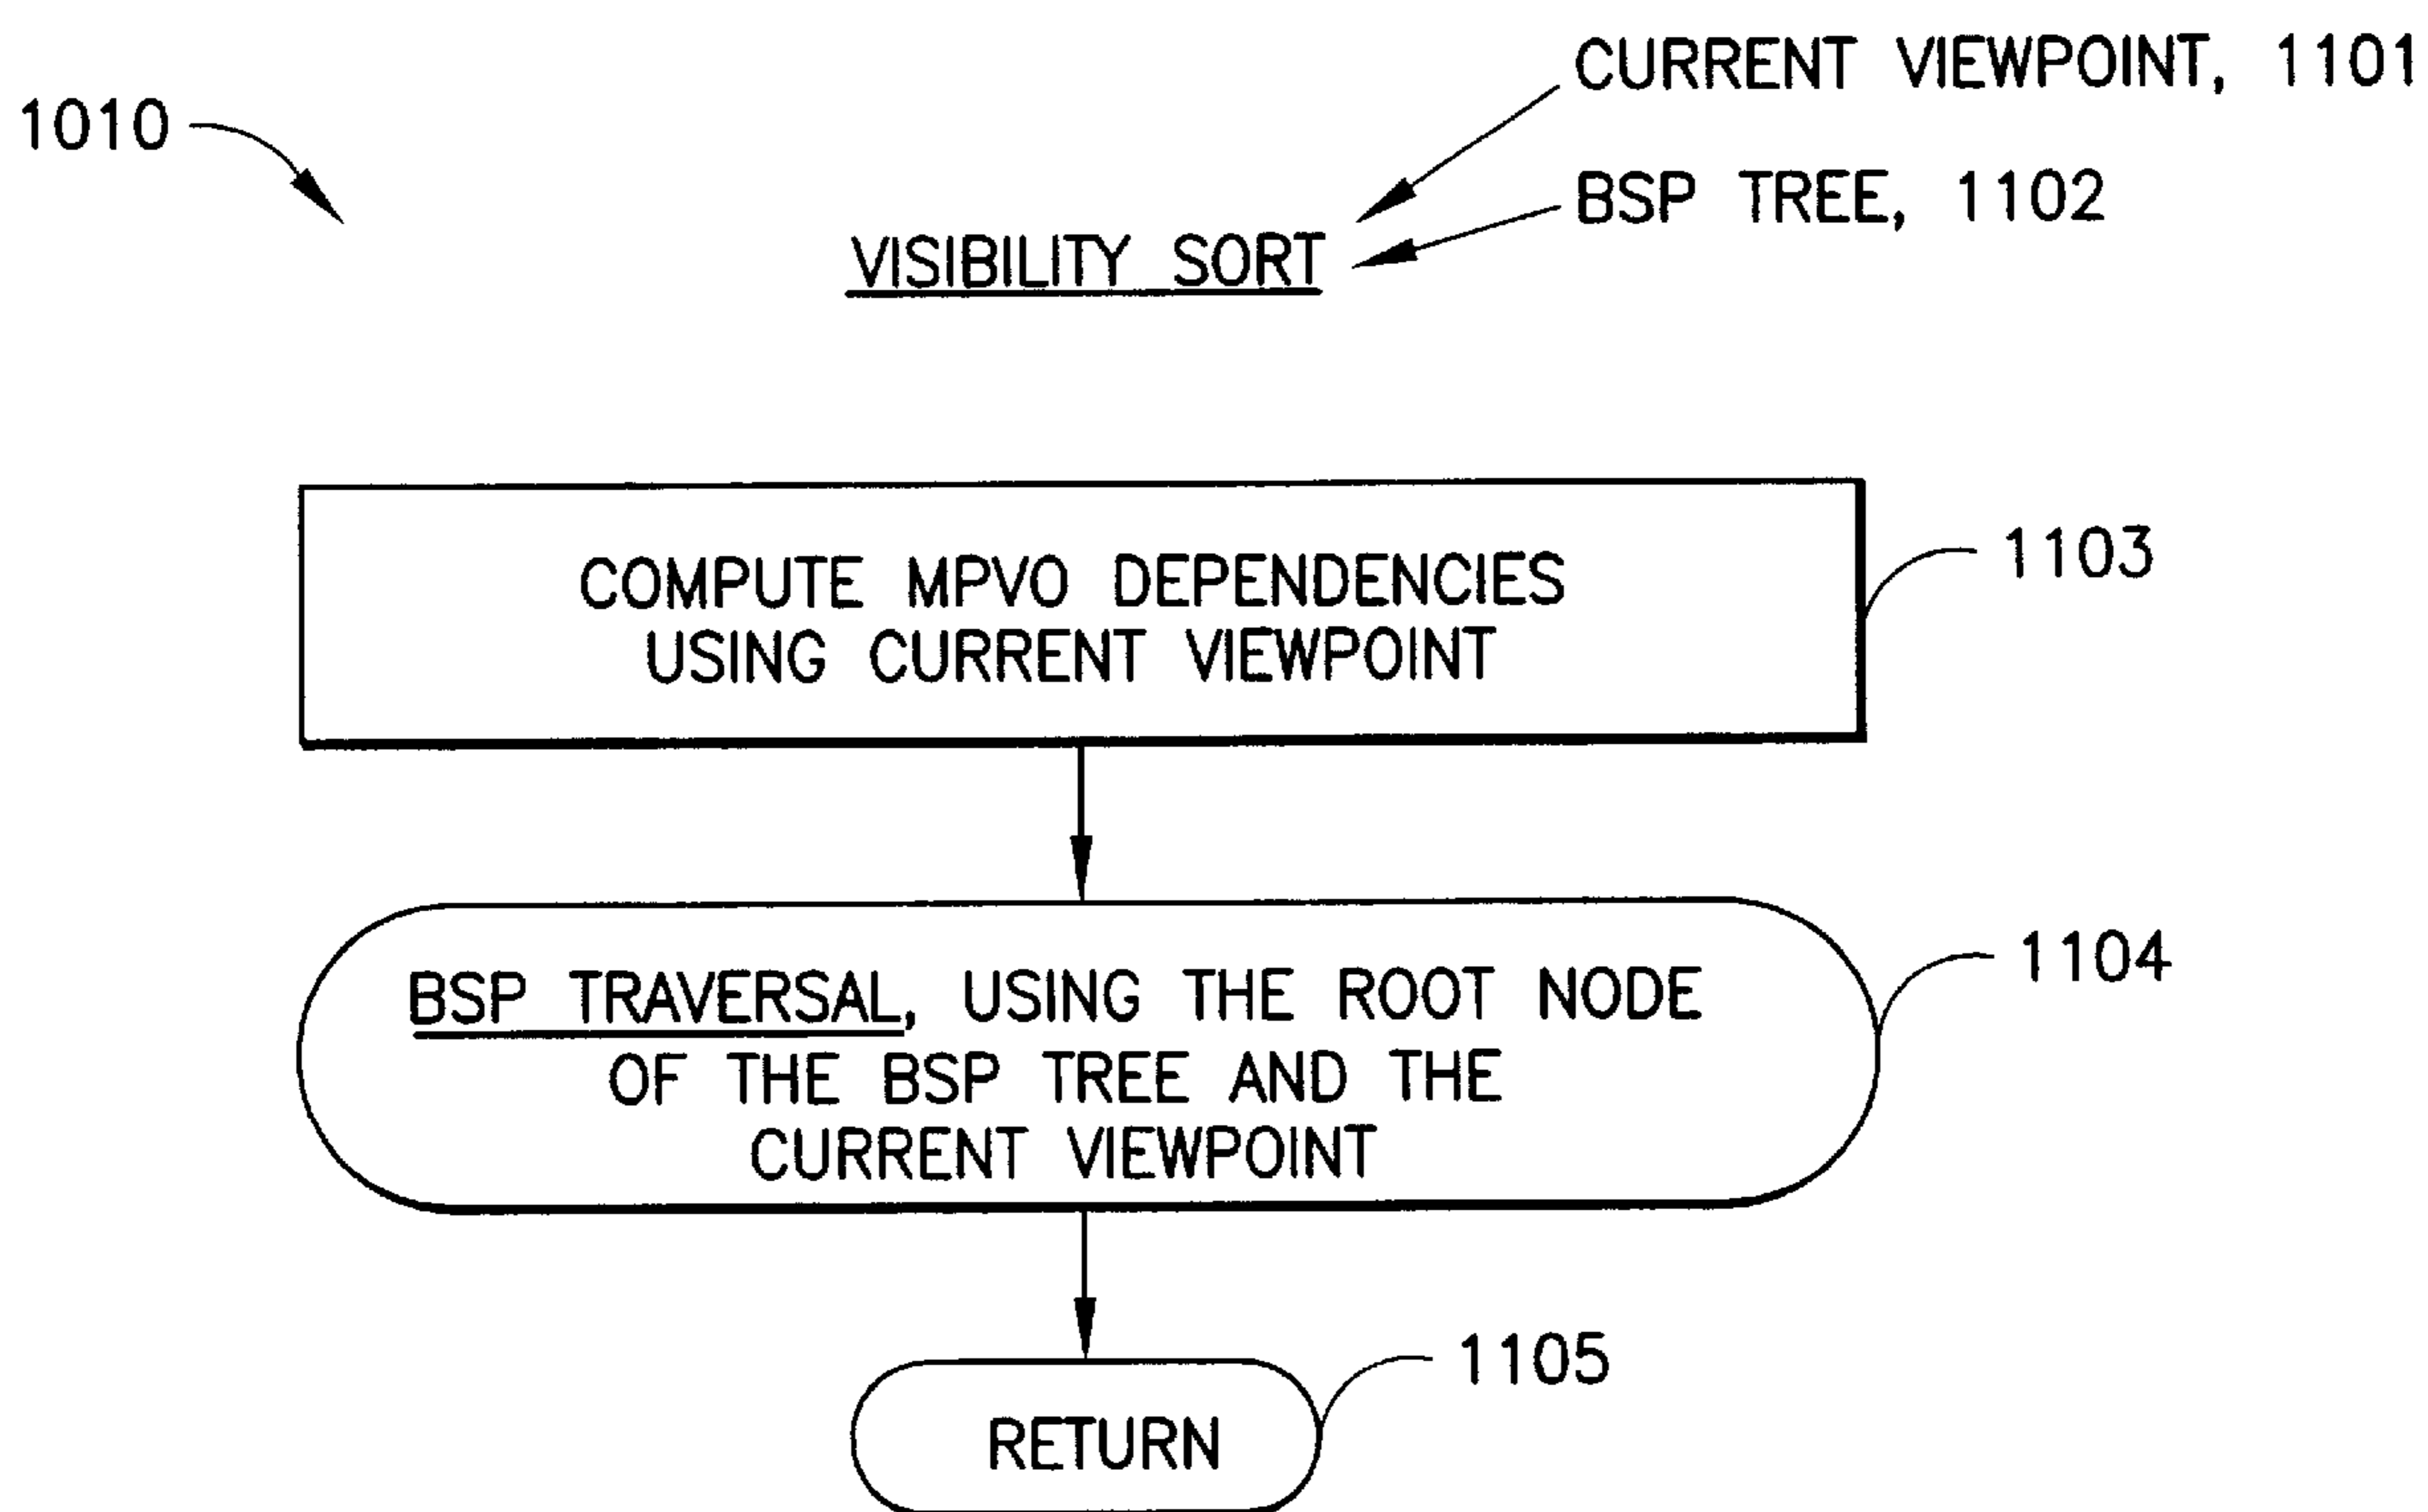 CURRENT VIEWPOINT, 1101
1010
BSP TREE, 1102
VISIBILITY SORT
COMPUTE MPVO DEPENDENCIES
USING CURRENT VIEWPOINT
1103
BSP TRAVERSAL, USING THE ROOT NODE
OF THE BSP TREE AND THE
CURRENT VIEWPOINT
1104
RETURN
1105